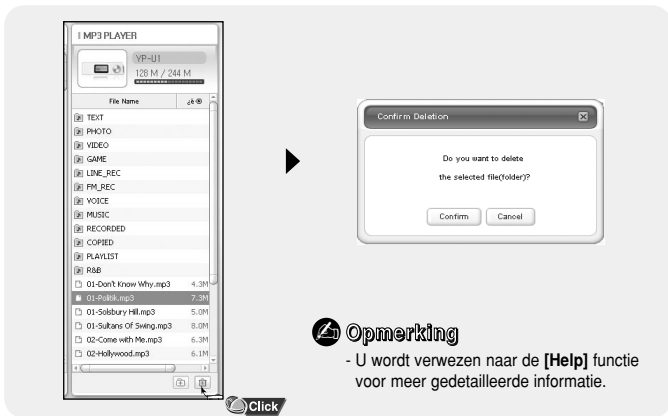 MP3 PLAYER
YP-U1
128 M / 244 M
File Name ¿ë®
TEXT
PHOTO
VIDEO
GAME
LINE_REC
FM_REC
VOICE
MUSIC
RECORDED
COPIED
PLAYLIST
R&B
01-Don't Know Why.mp3 4.3M
01-Politik.mp3 7.3M
01-Solsbury Hill.mp3 5.0M
01-Sultans Of Swing.mp3 8.0M
02-Come with Me.mp3 6.3M
02-Hollywood.mp3 6.1M
Click
Confirm Deletion
Do you want to delete
the selected file(folder)?
Confirm Cancel
Opmerking
- U wordt verwezen naar de [Help] functie
voor meer gedetailleerde informatie.